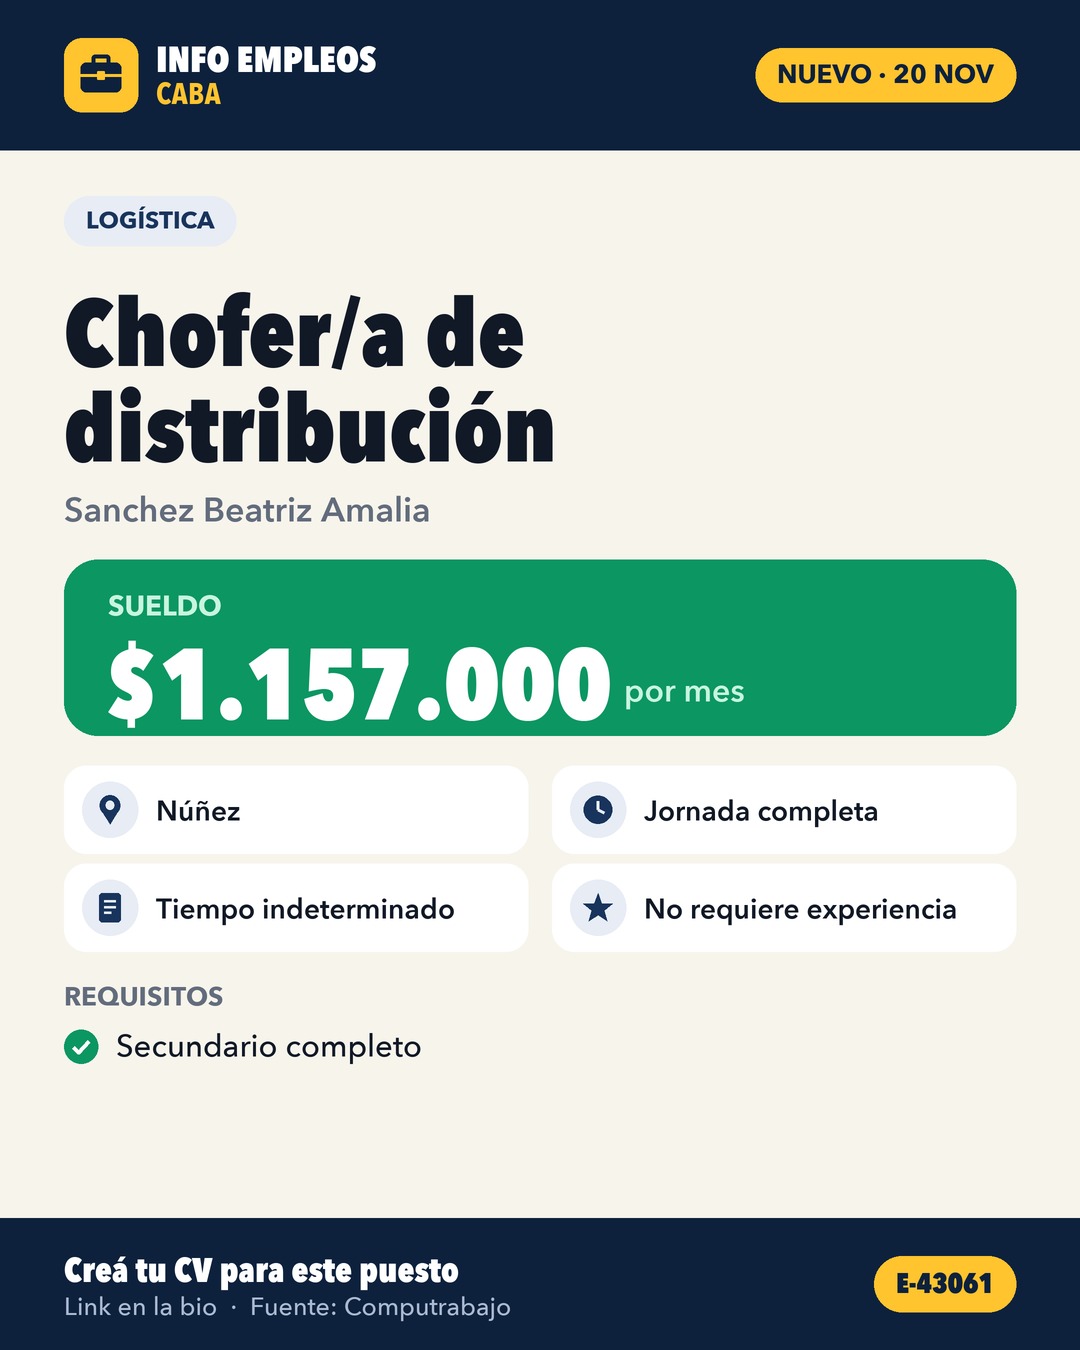 INFO EMPLEOS
CABA
NUEVO · 20 NOV
LOGÍSTICA
Chofer/a de
distribución
Sanchez Beatriz Amalia
SUELDO
$1.157.000 por mes
Núñez
Jornada completa
Tiempo indeterminado
No requiere experiencia
REQUISITOS
Secundario completo
Creá tu CV para este puesto
Link en la bio · Fuente: Computrabajo
E-43061